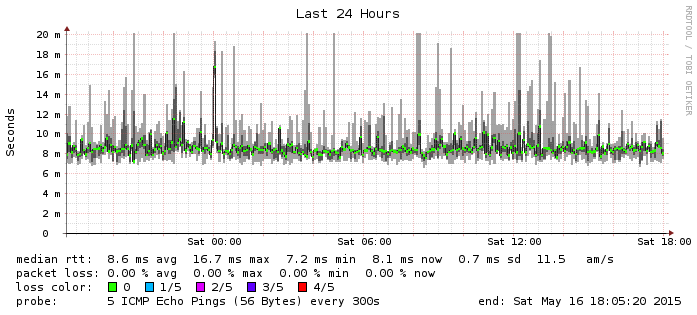 Last 24 Hours
RRDTOOL / TOBI OETIKER
Seconds
20 m
18 m
16 m
14 m
12 m
10 m
8 m
6 m
4 m
2 m
0
Sat 00:00 Sat 06:00 Sat 12:00 Sat 18:00
median rtt: 8.6 ms avg 16.7 ms max 7.2 ms min 8.1 ms now 0.7 ms sd 11.5 am/s
packet loss: 0.00 % avg 0.00 % max 0.00 % min 0.00 % now
loss color: 0 1/5 2/5 3/5 4/5
probe: 5 ICMP Echo Pings (56 Bytes) every 300s end: Sat May 16 18:05:20 2015